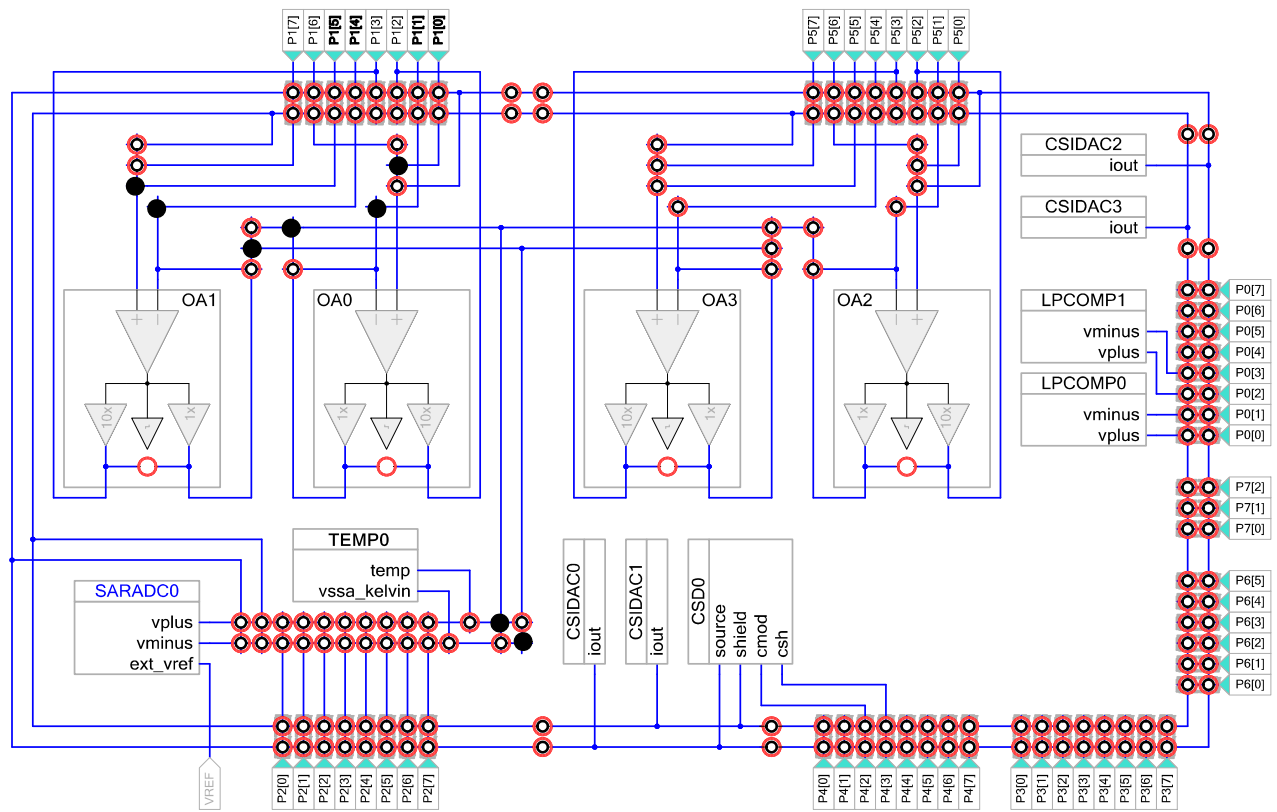 P1[7] P1[6] P1[5] P1[4] P1[3] P1[2] P1[1] P1[0]
P5[7] P5[6] P5[5] P5[4] P5[3] P5[2] P5[1] P5[0]
CSIDAC2
iout
CSIDAC3
iout
OA1
- +
10x
1x
OA0
- +
1x
10x
OA3
+ -
10x
1x
OA2
- +
1x
10x
LPCOMP1
vminus
vplus
LPCOMP0
vminus
vplus
P0[7]
P0[6]
P0[5]
P0[4]
P0[3]
P0[2]
P0[1]
P0[0]
P7[2]
P7[1]
P7[0]
P6[5]
P6[4]
P6[3]
P6[2]
P6[1]
P6[0]
TEMP0
temp
vssa_kelvin
SARADC0
vplus
vminus
ext_vref
CSIDAC0
iout
CSIDAC1
iout
CSD0
source
shield
cmod
csh
VREF
P2[0] P2[1] P2[2] P2[3] P2[4] P2[5] P2[6] P2[7]
P4[0] P4[1] P4[2] P4[3] P4[4] P4[5] P4[6] P4[7]
P3[0] P3[1] P3[2] P3[3] P3[4] P3[5] P3[6] P3[7]